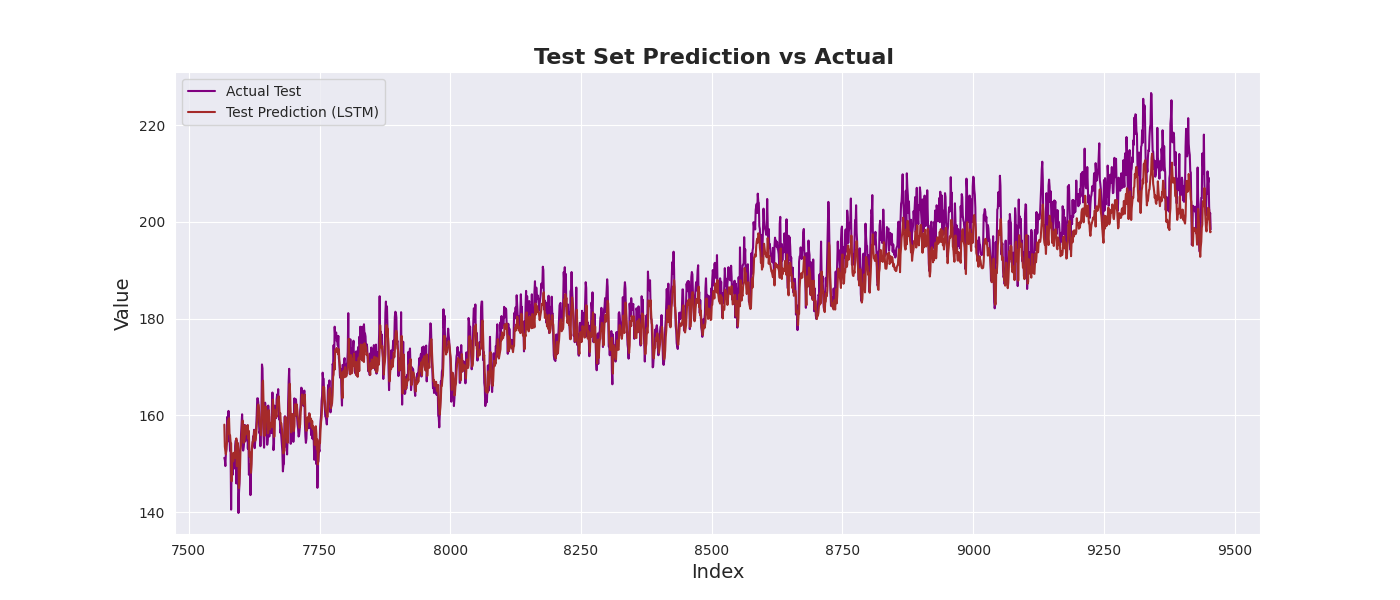 Test Set Prediction vs Actual
Actual Test
Test Prediction (LSTM)
Value
220
200
180
160
140
7500 7750 8000 8250 8500 8750 9000 9250 9500
Index